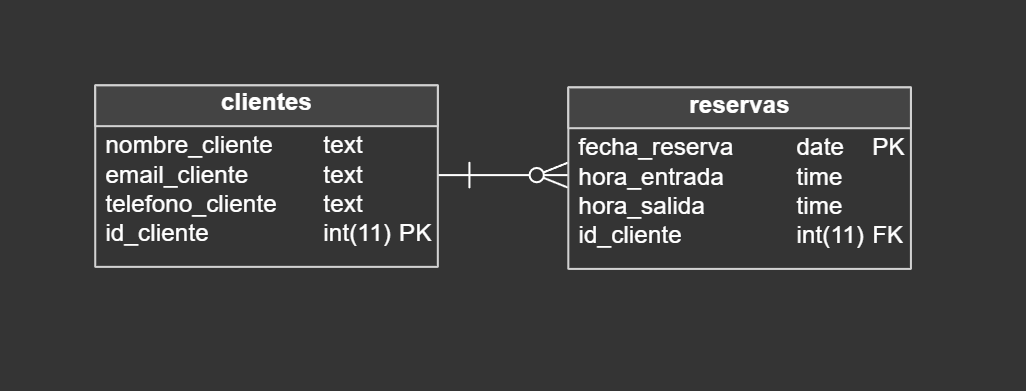 clientes
nombre_cliente text
email_cliente text
telefono_cliente text
id_cliente int(11) PK
reservas
fecha_reserva date PK
hora_entrada time
hora_salida time
id_cliente int(11) FK